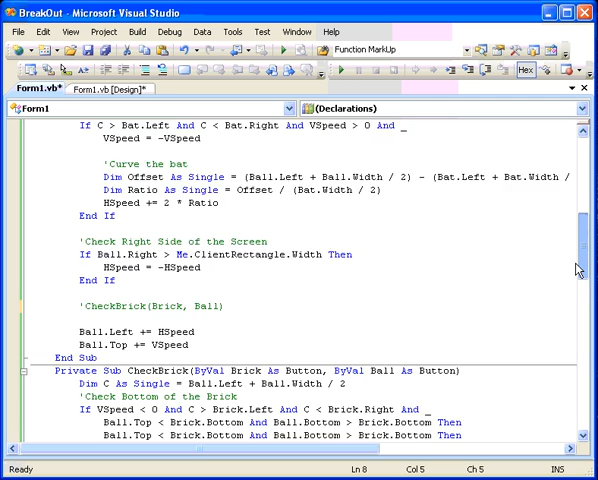 BreakOut - Microsoft Visual Studio
File Edit View Project Build Debug Data Tools Window Help
Function MarkUp
Hex
Form1.vb* Form1.vb [Design]*
Form1 (Declarations)
If C > Bat.Left And C < Bat.Right And VSpeed > 0 And _
VSpeed = -VSpeed
'Curve the bat
Dim Offset As Single = (Ball.Left + Ball.Width / 2) - (Bat.Left + Bat.Width /
Dim Ratio As Single = Offset / (Bat.Width / 2)
HSpeed += 2 * Ratio
End If
'Check Right Side of the Screen
If Ball.Right > Me.ClientRectangle.Width Then
HSpeed = -HSpeed
End If
'CheckBrick(Brick, Ball)
Ball.Left += HSpeed
Ball.Top += VSpeed
End Sub
Private Sub CheckBrick(ByVal Brick As Button, ByVal Ball As Button)
Dim C As Single = Ball.Left + Ball.Width / 2
'Check Bottom of the Brick
If VSpeed < 0 And C > Brick.Left And C < Brick.Right And _
Ball.Top < Brick.Bottom And Ball.Bottom > Brick.Bottom Then
Ball.Top < Brick.Bottom And Ball.Bottom > Brick.Bottom Then
Ready Ln 8 Col 5 Ch 5 INS